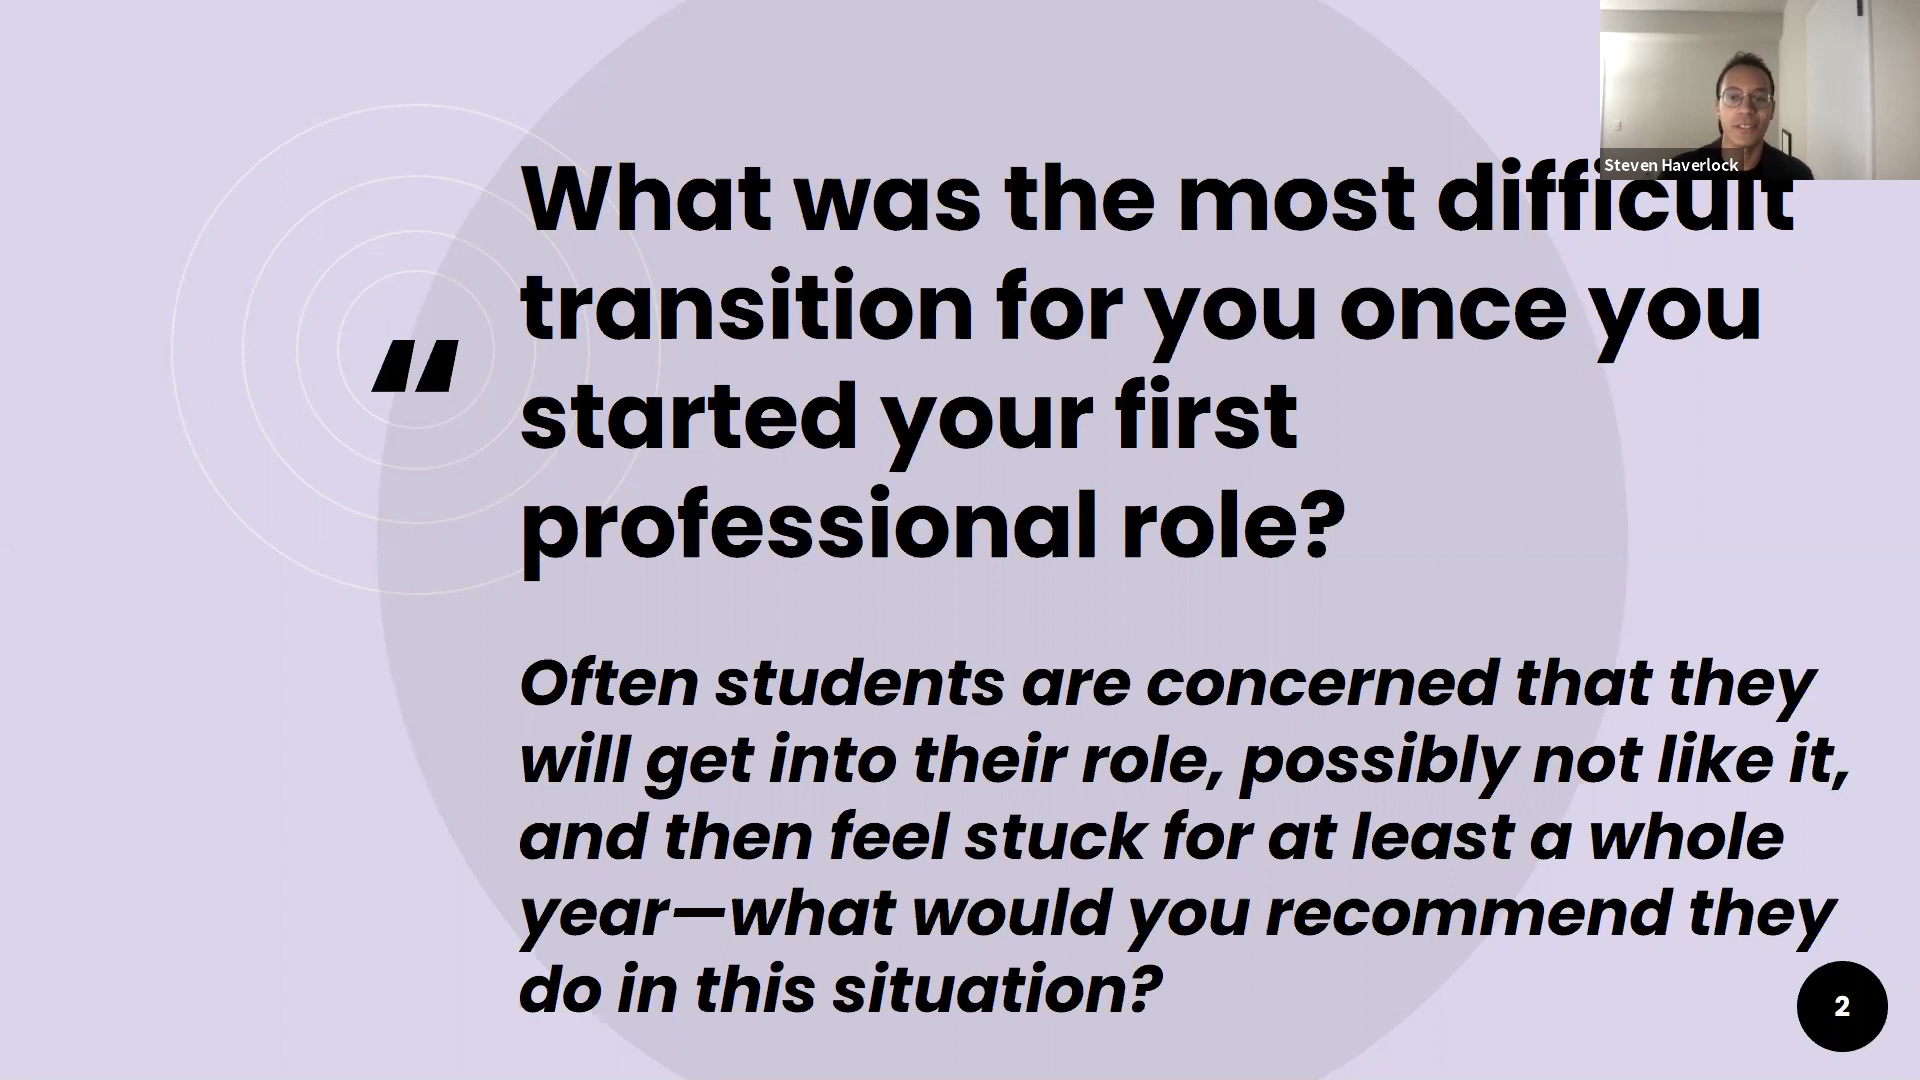 Steven Haverlock
What was the most difficult
transition for you once you
started your first
professional role?
“
Often students are concerned that they
will get into their role, possibly not like it,
and then feel stuck for at least a whole
year—what would you recommend they
do in this situation?
2